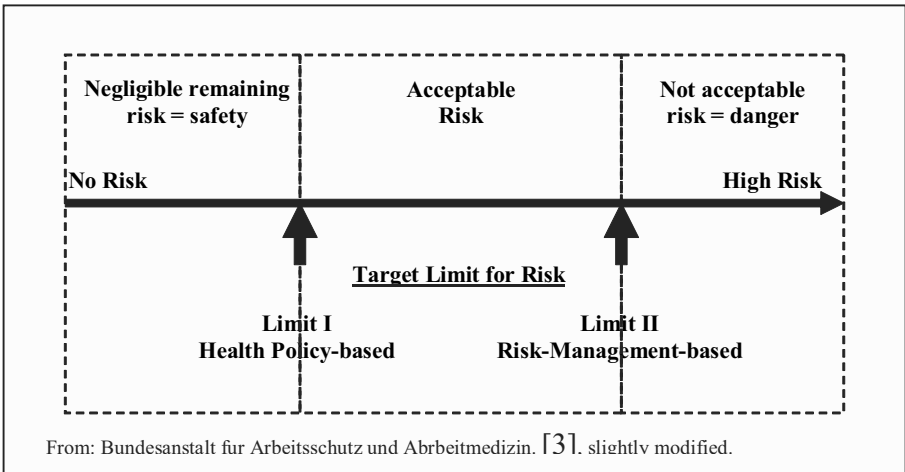 Negligible remaining
risk = safety
Acceptable
Risk
Not acceptable
risk = danger
No Risk
High Risk
Target Limit for Risk
Limit I
Health Policy-based
Limit II
Risk-Management-based
From: Bundesanstalt fur Arbeitsschutz und Abrbeitmedizin. [3]. slightly modified.